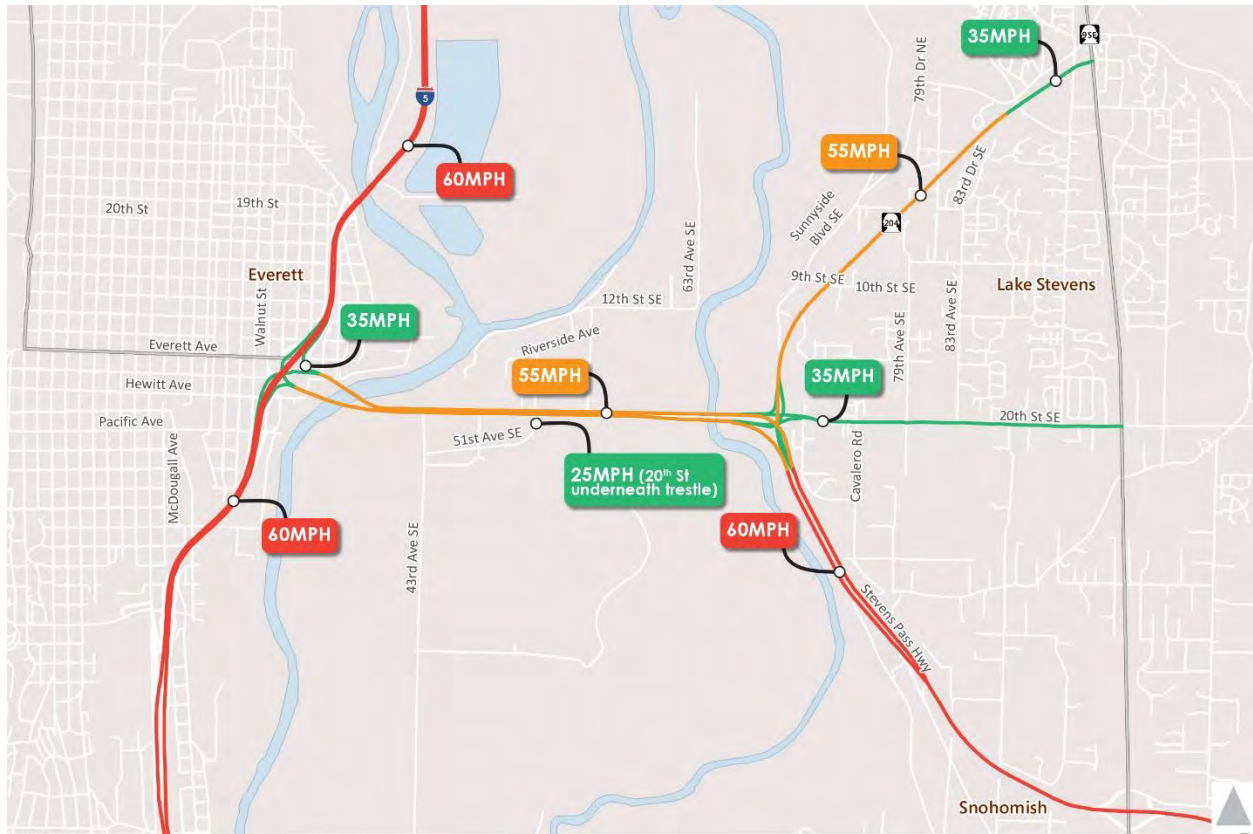 35MPH
9SE
5
79th Dr NE
55MPH
60MPH
83rd Dr SE
20th St
19th St
Sunnyside
Blvd SE
204
63rd Ave SE
Everett
9th St SE
10th St SE
Lake Stevens
12th St SE
Walnut St
35MPH
83rd Ave SE
Riverside Ave
79th Ave SE
Everett Ave
55MPH
35MPH
Hewitt Ave
Pacific Ave
20th St SE
51st Ave SE
Cavalero Rd
25MPH (20th St
underneath trestle)
McDougall Ave
60MPH
60MPH
43rd Ave SE
Stevens Pass Hwy
Snohomish